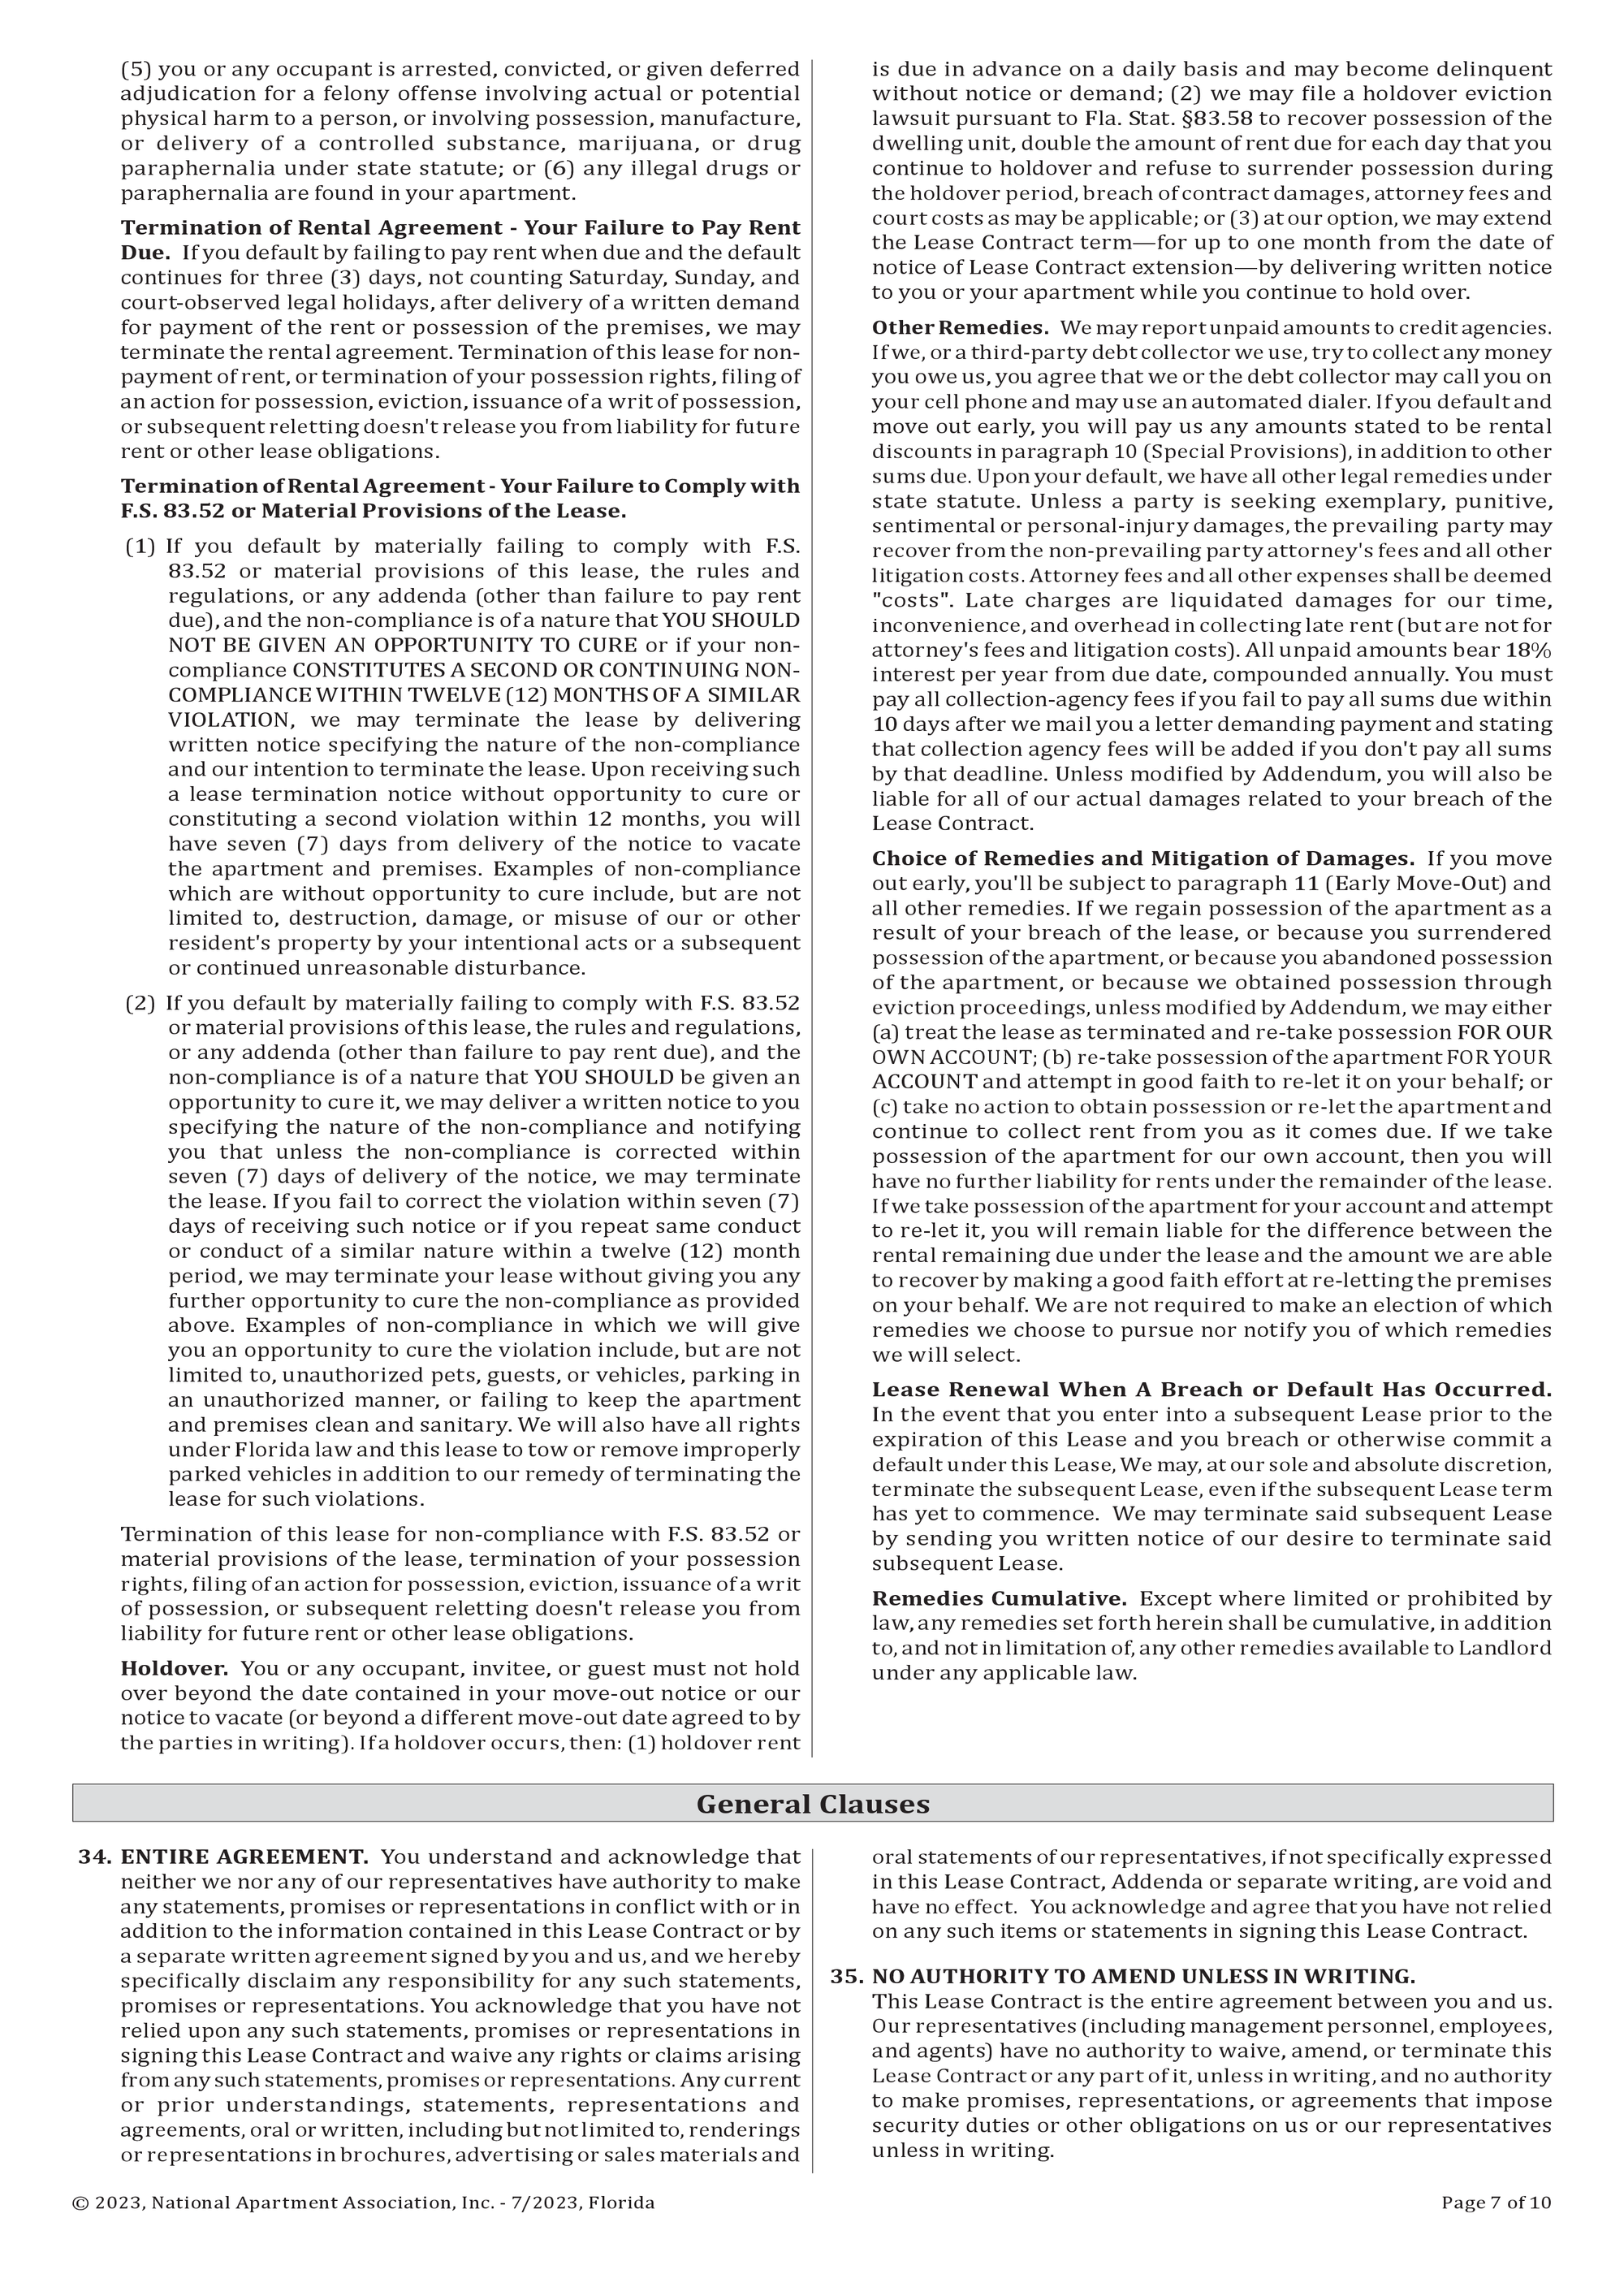 (5) you or any occupant is arrested, convicted, or given deferred
adjudication for a felony offense involving actual or potential
physical harm to a person, or involving possession, manufacture,
or delivery of a controlled substance, marijuana, or drug
paraphernalia under state statute; or (6) any illegal drugs or
paraphernalia are found in your apartment.
Termination of Rental Agreement - Your Failure to Pay Rent
Due. If you default by failing to pay rent when due and the default
continues for three (3) days, not counting Saturday, Sunday, and
court-observed legal holidays, after delivery of a written demand
for payment of the rent or possession of the premises, we may
terminate the rental agreement. Termination of this lease for non-
payment of rent, or termination of your possession rights, filing of
an action for possession, eviction, issuance of a writ of possession,
or subsequent reletting doesn't release you from liability for future
rent or other lease obligations.
Termination of Rental Agreement - Your Failure to Comply with
F.S. 83.52 or Material Provisions of the Lease.
(1) If you default by materially failing to comply with F.S.
83.52 or material provisions of this lease, the rules and
regulations, or any addenda (other than failure to pay rent
due), and the non-compliance is of a nature that YOU SHOULD
NOT BE GIVEN AN OPPORTUNITY TO CURE or if your non-
compliance CONSTITUTES A SECOND OR CONTINUING NON-
COMPLIANCE WITHIN TWELVE (12) MONTHS OF A SIMILAR
VIOLATION, we may terminate the lease by delivering
written notice specifying the nature of the non-compliance
and our intention to terminate the lease. Upon receiving such
a lease termination notice without opportunity to cure or
constituting a second violation within 12 months, you will
have seven (7) days from delivery of the notice to vacate
the apartment and premises. Examples of non-compliance
which are without opportunity to cure include, but are not
limited to, destruction, damage, or misuse of our or other
resident's property by your intentional acts or a subsequent
or continued unreasonable disturbance.
(2) If you default by materially failing to comply with F.S. 83.52
or material provisions of this lease, the rules and regulations,
or any addenda (other than failure to pay rent due), and the
non-compliance is of a nature that YOU SHOULD be given an
opportunity to cure it, we may deliver a written notice to you
specifying the nature of the non-compliance and notifying
you that unless the non-compliance is corrected within
seven (7) days of delivery of the notice, we may terminate
the lease. If you fail to correct the violation within seven (7)
days of receiving such notice or if you repeat same conduct
or conduct of a similar nature within a twelve (12) month
period, we may terminate your lease without giving you any
further opportunity to cure the non-compliance as provided
above. Examples of non-compliance in which we will give
you an opportunity to cure the violation include, but are not
limited to, unauthorized pets, guests, or vehicles, parking in
an unauthorized manner, or failing to keep the apartment
and premises clean and sanitary. We will also have all rights
under Florida law and this lease to tow or remove improperly
parked vehicles in addition to our remedy of terminating the
lease for such violations.
Termination of this lease for non-compliance with F.S. 83.52 or
material provisions of the lease, termination of your possession
rights, filing of an action for possession, eviction, issuance of a writ
of possession, or subsequent reletting doesn't release you from
liability for future rent or other lease obligations.
Holdover. You or any occupant, invitee, or guest must not hold
over beyond the date contained in your move-out notice or our
notice to vacate (or beyond a different move-out date agreed to by
the parties in writing). If a holdover occurs, then: (1) holdover rent
is due in advance on a daily basis and may become delinquent
without notice or demand; (2) we may file a holdover eviction
lawsuit pursuant to Fla. Stat. §83.58 to recover possession of the
dwelling unit, double the amount of rent due for each day that you
continue to holdover and refuse to surrender possession during
the holdover period, breach of contract damages, attorney fees and
court costs as may be applicable; or (3) at our option, we may extend
the Lease Contract term—for up to one month from the date of
notice of Lease Contract extension—by delivering written notice
to you or your apartment while you continue to hold over.
Other Remedies. We may report unpaid amounts to credit agencies.
If we, or a third-party debt collector we use, try to collect any money
you owe us, you agree that we or the debt collector may call you on
your cell phone and may use an automated dialer. If you default and
move out early, you will pay us any amounts stated to be rental
discounts in paragraph 10 (Special Provisions), in addition to other
sums due. Upon your default, we have all other legal remedies under
state statute. Unless a party is seeking exemplary, punitive,
sentimental or personal-injury damages, the prevailing party may
recover from the non-prevailing party attorney's fees and all other
litigation costs. Attorney fees and all other expenses shall be deemed
"costs". Late charges are liquidated damages for our time,
inconvenience, and overhead in collecting late rent (but are not for
attorney's fees and litigation costs). All unpaid amounts bear 18%
interest per year from due date, compounded annually. You must
pay all collection-agency fees if you fail to pay all sums due within
10 days after we mail you a letter demanding payment and stating
that collection agency fees will be added if you don't pay all sums
by that deadline. Unless modified by Addendum, you will also be
liable for all of our actual damages related to your breach of the
Lease Contract.
Choice of Remedies and Mitigation of Damages. If you move
out early, you'll be subject to paragraph 11 (Early Move-Out) and
all other remedies. If we regain possession of the apartment as a
result of your breach of the lease, or because you surrendered
possession of the apartment, or because you abandoned possession
of the apartment, or because we obtained possession through
eviction proceedings, unless modified by Addendum, we may either
(a) treat the lease as terminated and re-take possession FOR OUR
OWN ACCOUNT; (b) re-take possession of the apartment FOR YOUR
ACCOUNT and attempt in good faith to re-let it on your behalf; or
(c) take no action to obtain possession or re-let the apartment and
continue to collect rent from you as it comes due. If we take
possession of the apartment for our own account, then you will
have no further liability for rents under the remainder of the lease.
If we take possession of the apartment for your account and attempt
to re-let it, you will remain liable for the difference between the
rental remaining due under the lease and the amount we are able
to recover by making a good faith effort at re-letting the premises
on your behalf. We are not required to make an election of which
remedies we choose to pursue nor notify you of which remedies
we will select.
Lease Renewal When A Breach or Default Has Occurred.
In the event that you enter into a subsequent Lease prior to the
expiration of this Lease and you breach or otherwise commit a
default under this Lease, We may, at our sole and absolute discretion,
terminate the subsequent Lease, even if the subsequent Lease term
has yet to commence. We may terminate said subsequent Lease
by sending you written notice of our desire to terminate said
subsequent Lease.
Remedies Cumulative. Except where limited or prohibited by
law, any remedies set forth herein shall be cumulative, in addition
to, and not in limitation of, any other remedies available to Landlord
under any applicable law.
General Clauses
34. ENTIRE AGREEMENT. You understand and acknowledge that
neither we nor any of our representatives have authority to make
any statements, promises or representations in conflict with or in
addition to the information contained in this Lease Contract or by
a separate written agreement signed by you and us, and we hereby
specifically disclaim any responsibility for any such statements,
promises or representations. You acknowledge that you have not
relied upon any such statements, promises or representations in
signing this Lease Contract and waive any rights or claims arising
from any such statements, promises or representations. Any current
or prior understandings, statements, representations and
agreements, oral or written, including but not limited to, renderings
or representations in brochures, advertising or sales materials and
oral statements of our representatives, if not specifically expressed
in this Lease Contract, Addenda or separate writing, are void and
have no effect. You acknowledge and agree that you have not relied
on any such items or statements in signing this Lease Contract.
35. NO AUTHORITY TO AMEND UNLESS IN WRITING.
This Lease Contract is the entire agreement between you and us.
Our representatives (including management personnel, employees,
and agents) have no authority to waive, amend, or terminate this
Lease Contract or any part of it, unless in writing, and no authority
to make promises, representations, or agreements that impose
security duties or other obligations on us or our representatives
unless in writing.
© 2023, National Apartment Association, Inc. - 7/2023, Florida
Page 7 of 10